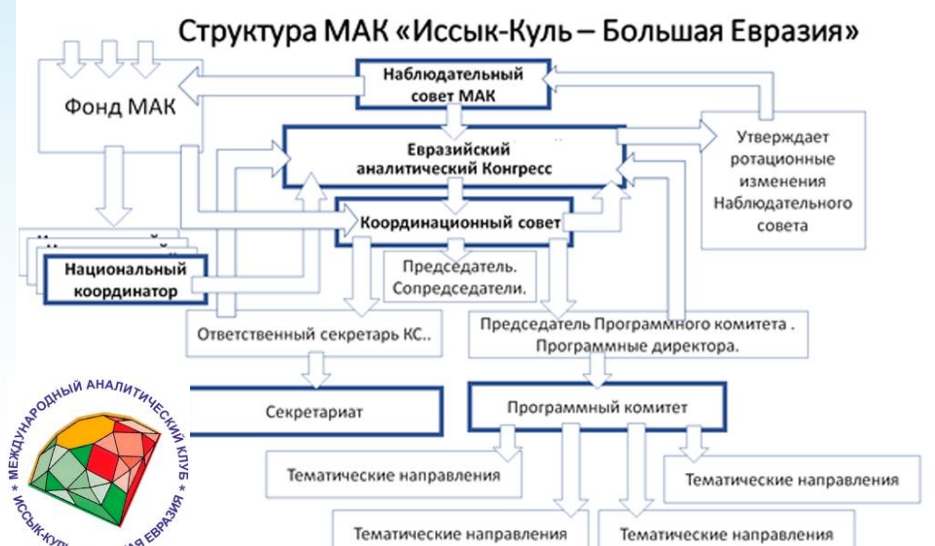 Структура МАК «Иссык-Куль – Большая Евразия»
Наблюдательный
совет МАК
Фонд МАК
Евразийский
аналитический Конгресс
Утверждает
ротационные
изменения
Наблюдательного
совета
Координационный совет
Председатель.
Сопредседатели.
Национальный
координатор
Ответственный секретарь КС..
Председатель Программного комитета .
Программные директора.
Секретариат
Программный комитет
Тематические направления
Тематические направления
Тематические направления
Тематические направления
* МЕЖДУНАРОДНЫЙ АНАЛИТИЧЕСКИЙ КЛУБ *
ИССЫК-КУЛЬ ЕВРАЗИЯ